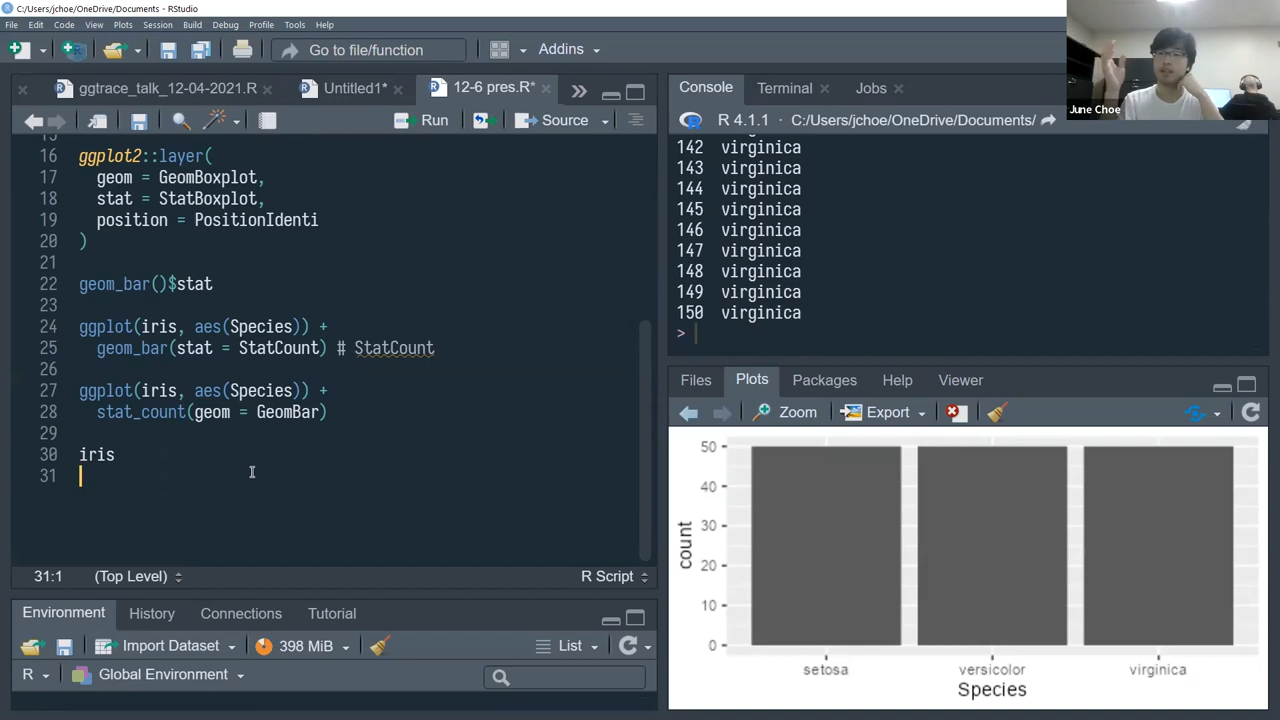 C:/Users/jchoe/OneDrive/Documents - RStudio
File Edit Code View Plots Session Build Debug Profile Tools Help
Go to file/function Addins
ggtrace_talk_12-04-2021.R Untitled1* 12-6 pres.R*
Run Source
16 ggplot2::layer(
17 geom = GeomBoxplot,
18 stat = StatBoxplot,
19 position = PositionIdenti
20 )
21
22 geom_bar()$stat
23
24 ggplot(iris, aes(Species)) +
25 geom_bar(stat = StatCount) # StatCount
26
27 ggplot(iris, aes(Species)) +
28 stat_count(geom = GeomBar)
29
30 iris
31
31:1 (Top Level) R Script
Environment History Connections Tutorial
Import Dataset 398 MiB List
R Global Environment
Console Terminal Jobs
R 4.1.1 · C:/Users/jchoe/OneDrive/Documents/
142 virginica
143 virginica
144 virginica
145 virginica
146 virginica
147 virginica
148 virginica
149 virginica
150 virginica
>
Files Plots Packages Help Viewer
Zoom Export
50
40
30
20
10
0
count
setosa versicolor virginica
Species
June Choe